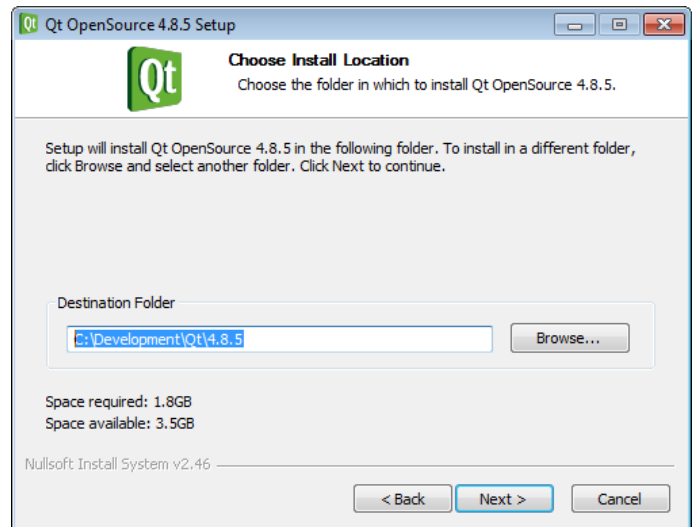 Qt Qt OpenSource 4.8.5 Setup
Qt
Choose Install Location
Choose the folder in which to install Qt OpenSource 4.8.5.
Setup will install Qt OpenSource 4.8.5 in the following folder. To install in a different folder,
click Browse and select another folder. Click Next to continue.
Destination Folder
C:\Development\Qt\4.8.5
Browse...
Space required: 1.8GB
Space available: 3.5GB
Nullsoft Install System v2.46
< Back
Next >
Cancel